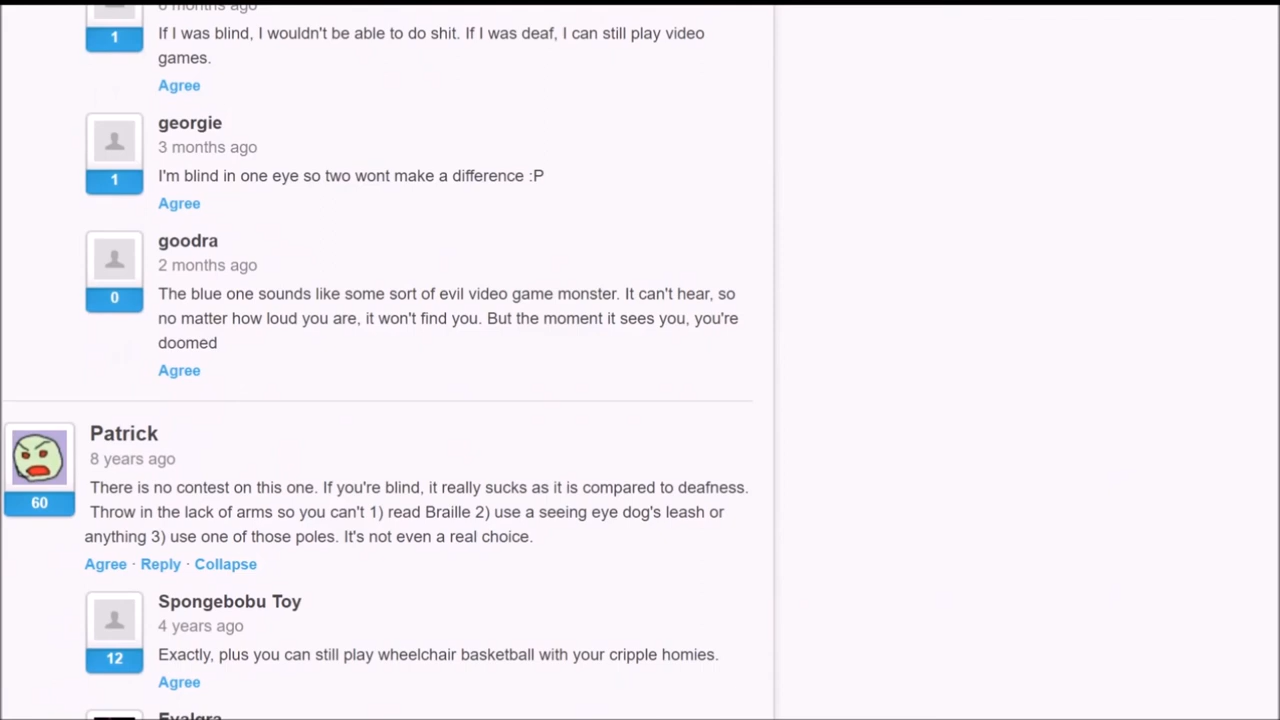 6 months ago
1
If I was blind, I wouldn't be able to do shit. If I was deaf, I can still play video
games.
Agree
georgie
3 months ago
1
I'm blind in one eye so two wont make a difference :P
Agree
goodra
2 months ago
0
The blue one sounds like some sort of evil video game monster. It can't hear, so
no matter how loud you are, it won't find you. But the moment it sees you, you're
doomed
Agree
Patrick
8 years ago
60
There is no contest on this one. If you're blind, it really sucks as it is compared to deafness.
Throw in the lack of arms so you can't 1) read Braille 2) use a seeing eye dog's leash or
anything 3) use one of those poles. It's not even a real choice.
Agree · Reply · Collapse
Spongebobu Toy
4 years ago
12
Exactly, plus you can still play wheelchair basketball with your cripple homies.
Agree